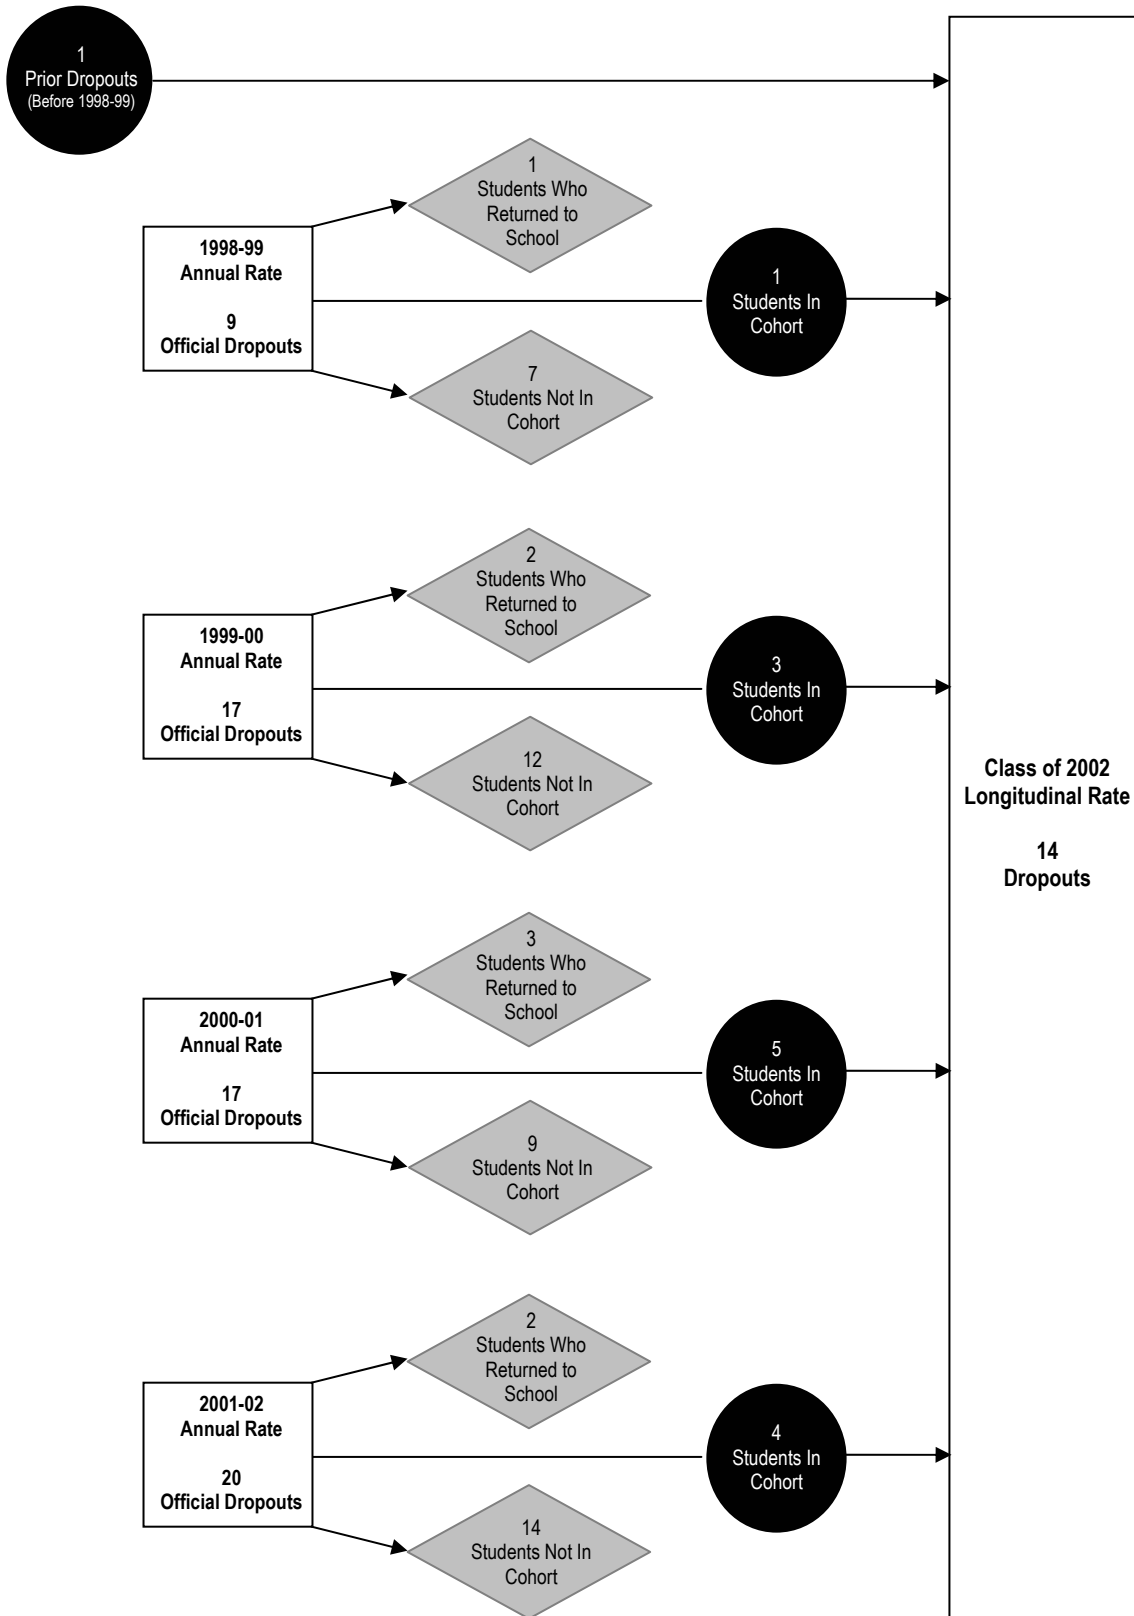 1
Prior Dropouts
(Before 1998-99)
1
Students Who
Returned to
School
1998-99
Annual Rate
9
Official Dropouts
1
Students In
Cohort
7
Students Not In
Cohort
2
Students Who
Returned to
School
1999-00
Annual Rate
17
Official Dropouts
3
Students In
Cohort
12
Students Not In
Cohort
Class of 2002
Longitudinal Rate
14
Dropouts
3
Students Who
Returned to
School
2000-01
Annual Rate
17
Official Dropouts
5
Students In
Cohort
9
Students Not In
Cohort
2
Students Who
Returned to
School
2001-02
Annual Rate
20
Official Dropouts
4
Students In
Cohort
14
Students Not In
Cohort